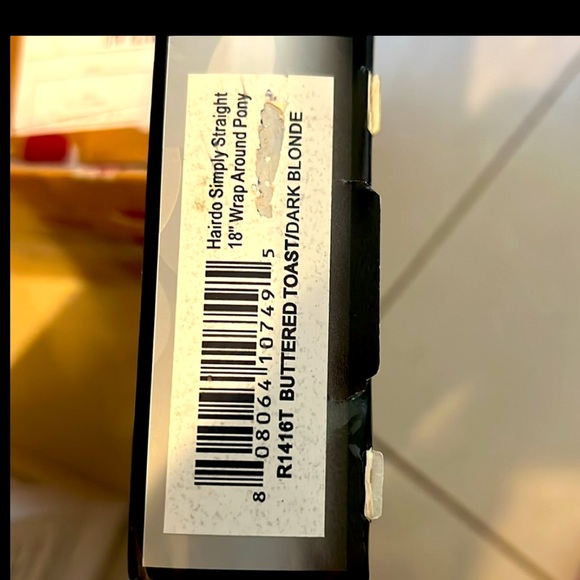 Hairdo Simply Straight
18" Wrap Around Pony
8 08064 10749 5
R1416T BUTTERED TOAST/DARK BLONDE